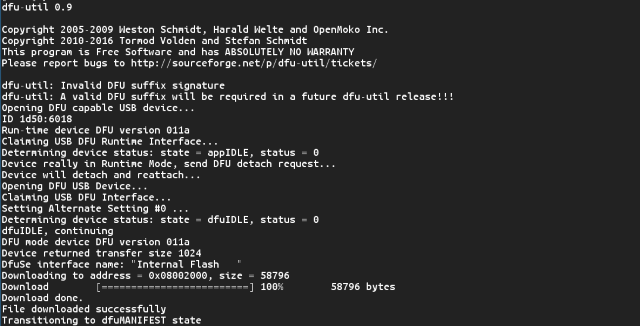 dfu-util 0.9

Copyright 2005-2009 Weston Schmidt, Harald Welte and OpenMoko Inc.
Copyright 2010-2016 Tormod Volden and Stefan Schmidt
This program is Free Software and has ABSOLUTELY NO WARRANTY
Please report bugs to http://sourceforge.net/p/dfu-util/tickets/

dfu-util: Invalid DFU suffix signature
dfu-util: A valid DFU suffix will be required in a future dfu-util release!!!
Opening DFU capable USB device...
ID 1d50:6018
Run-time device DFU version 011a
Claiming USB DFU Runtime Interface...
Determining device status: state = appIDLE, status = 0
Device really in Runtime Mode, send DFU detach request...
Device will detach and reattach...
Opening DFU USB Device...
Claiming USB DFU Interface...
Setting Alternate Setting #0 ...
Determining device status: state = dfuIDLE, status = 0
dfuIDLE, continuing
DFU mode device DFU version 011a
Device returned transfer size 1024
DfuSe interface name: "Internal Flash   "
Downloading to address = 0x08002000, size = 58796
Download        [=========================] 100%        58796 bytes
Download done.
File downloaded successfully
Transitioning to dfuMANIFEST state